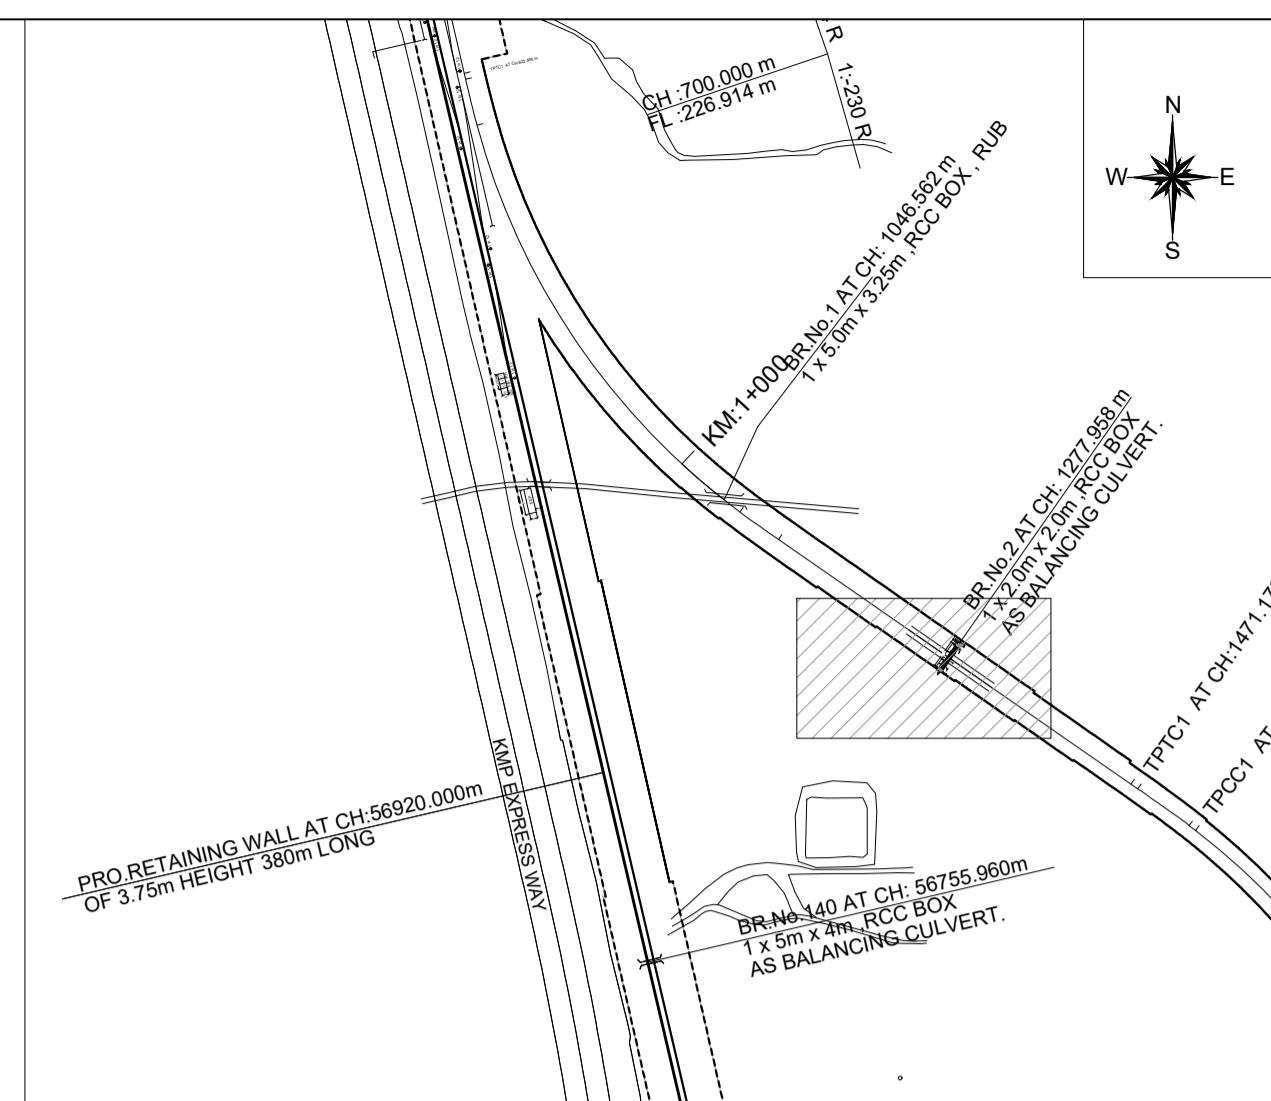 CH :700.000 m
FL :226.914 m
R
1:-230 R
N
W
E
S
BR.No.1 AT CH: 1046.562 m
1 x 5.0m x 3.25m ,RCC BOX , RUB
KM:1+000
BR.No.2 AT CH: 1277.958 m
1 x 2.0m x 2.0m ,RCC BOX
AS BALANCING CULVERT.
TPTC1 AT CH:1471.17
TPCC1 AT
KMP EXPRESS WAY
PRO.RETAINING WALL AT CH:56920.000m
OF 3.75m HEIGHT 380m LONG
BR.No.140 AT CH: 56755.960m
1 x 5m x 4m ,RCC BOX
AS BALANCING CULVERT.